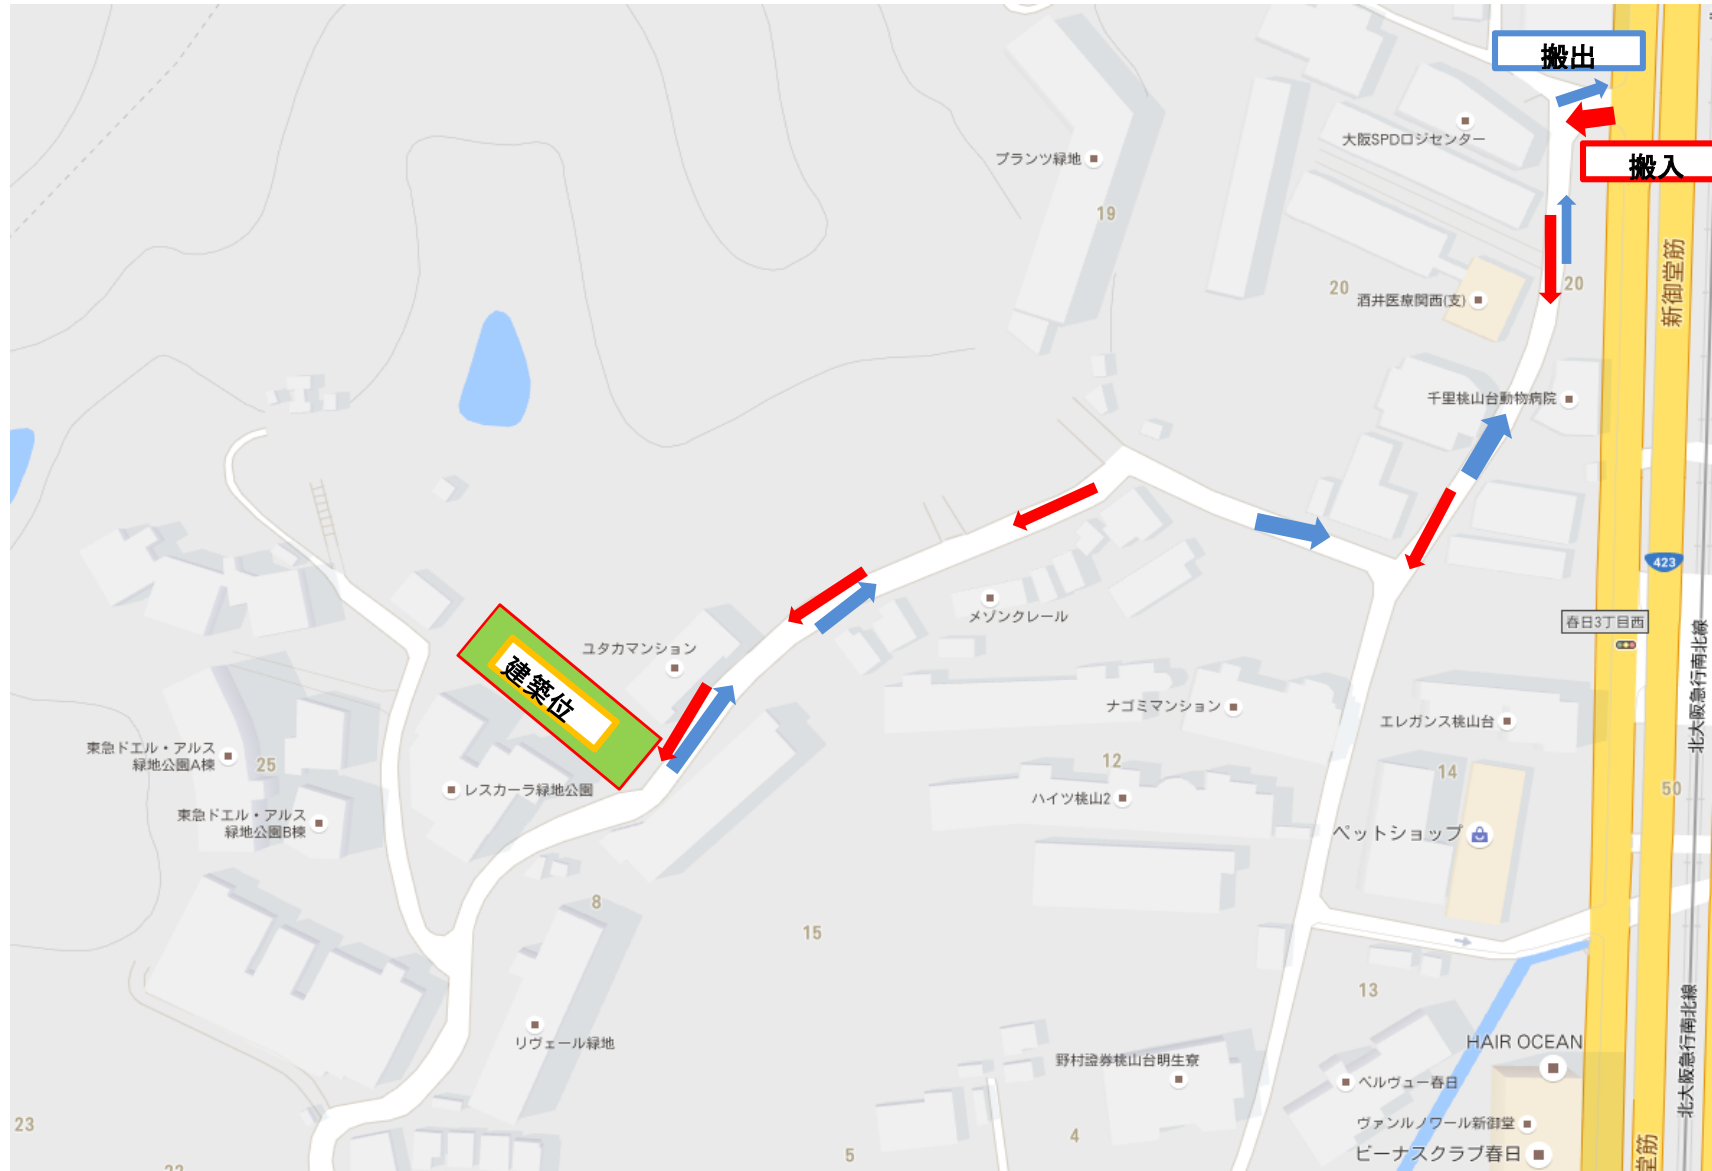 搬出
搬入
大阪SPDロジセンター
プランツ緑地
19
20
酒井医療関西(支)
20
新御堂筋
千里桃山台動物病院
423
春日3丁目西
メゾンクレール
ユタカマンション
建築位
北大阪急行南北線
ナゴミマンション
エレガンス桃山台
東急ドエル・アルス
緑地公園A棟
25
12
14
50
レスカーラ緑地公園
ハイツ桃山2
東急ドエル・アルス
緑地公園B棟
ペットショップ
8
15
13
北大阪急行南北線
リヴェール緑地
HAIR OCEAN
野村證券桃山台明生寮
ベルヴュー春日
23
4
ヴァンルノワール新御堂
5
ビーナスクラブ春日
堂筋
22